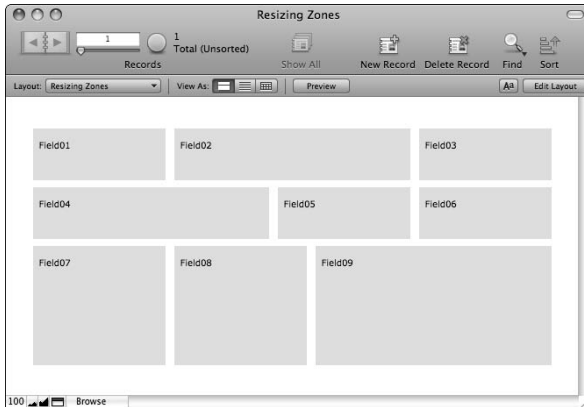 Resizing Zones
1
1
Total (Unsorted)
Records
Show All
New Record
Delete Record
Find
Sort
Layout: Resizing Zones
View As:
Preview
Aa
Edit Layout
Field01
Field02
Field03
Field04
Field05
Field06
Field07
Field08
Field09
100
Browse